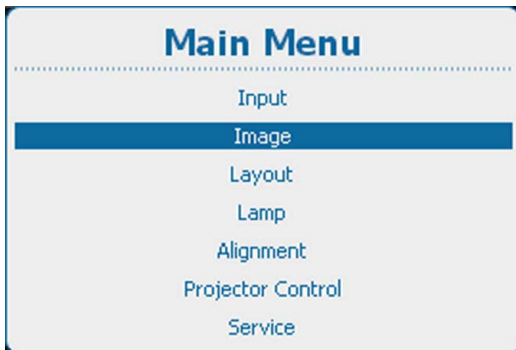 Main Menu
Input
Image
Layout
Lamp
Alignment
Projector Control
Service